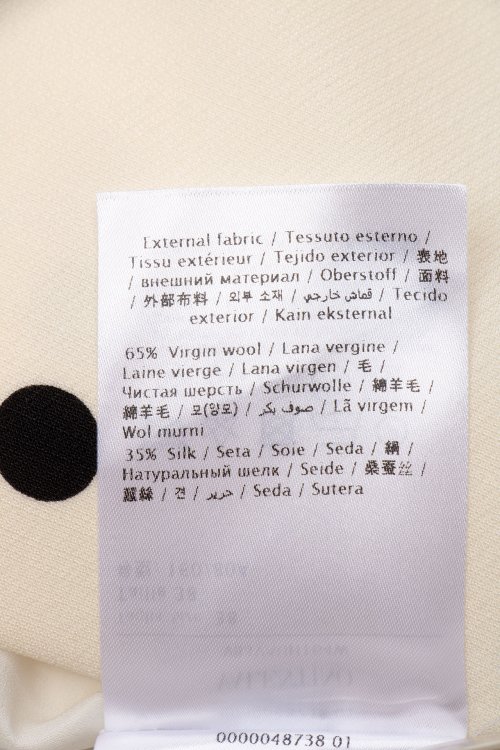 External fabric / Tessuto esterno /
Tissu extérieur / Tejido exterior / 表地
/ внешний материал / Oberstoff / 面料
/ 外部布料 / 외부 소재 / قماش خارجي / Tecido
exterior / Kain eksternal
65% Virgin wool / Lana vergine /
Laine vierge / Lana virgen / 毛 /
Чистая шерсть / Schurwolle / 綿羊毛 /
綿羊毛 / 모(양모) / صوف بكر / Lã virgem /
Wol murni
35% Silk / Seta / Soie / Seda / 絹 /
Натуральный шелк / Seide / 桑蚕丝 /
蠶絲 / 견 / حرير / Seda / Sutera
0000048738 01